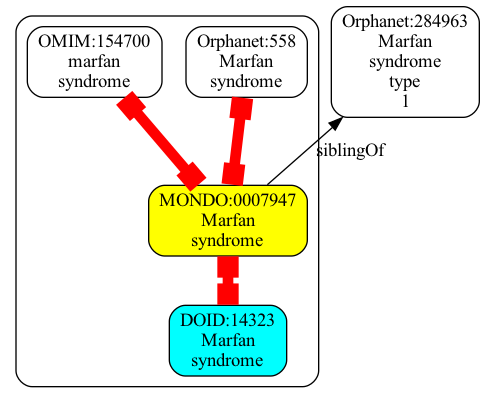 OMIM:154700
marfan
syndrome
Orphanet:558
Marfan
syndrome
Orphanet:284963
Marfan
syndrome
type
1
siblingOf
MONDO:0007947
Marfan
syndrome
DOID:14323
Marfan
syndrome